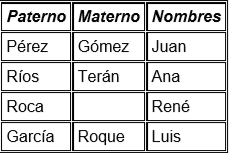 Paterno Materno Nombres
Pérez Gómez Juan
Ríos Terán Ana
Roca René
García Roque Luis